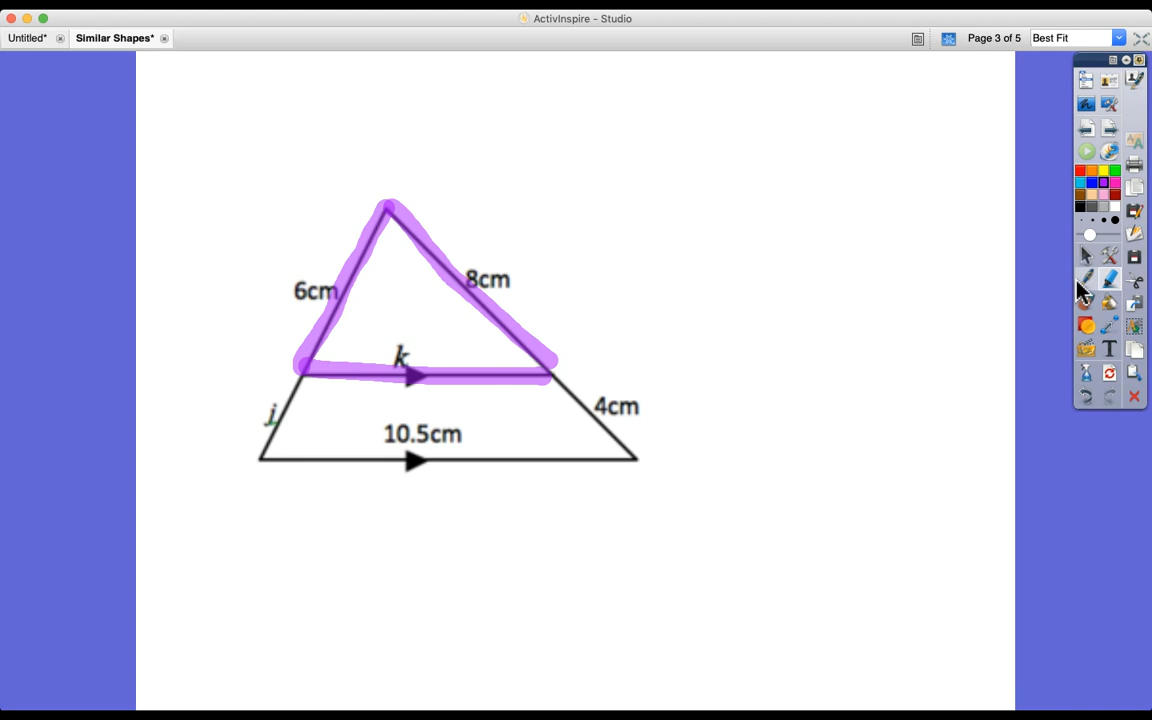 ActivInspire - Studio
Untitled* Similar Shapes* Page 3 of 5 Best Fit
8cm
6cm
k
4cm
j
10.5cm